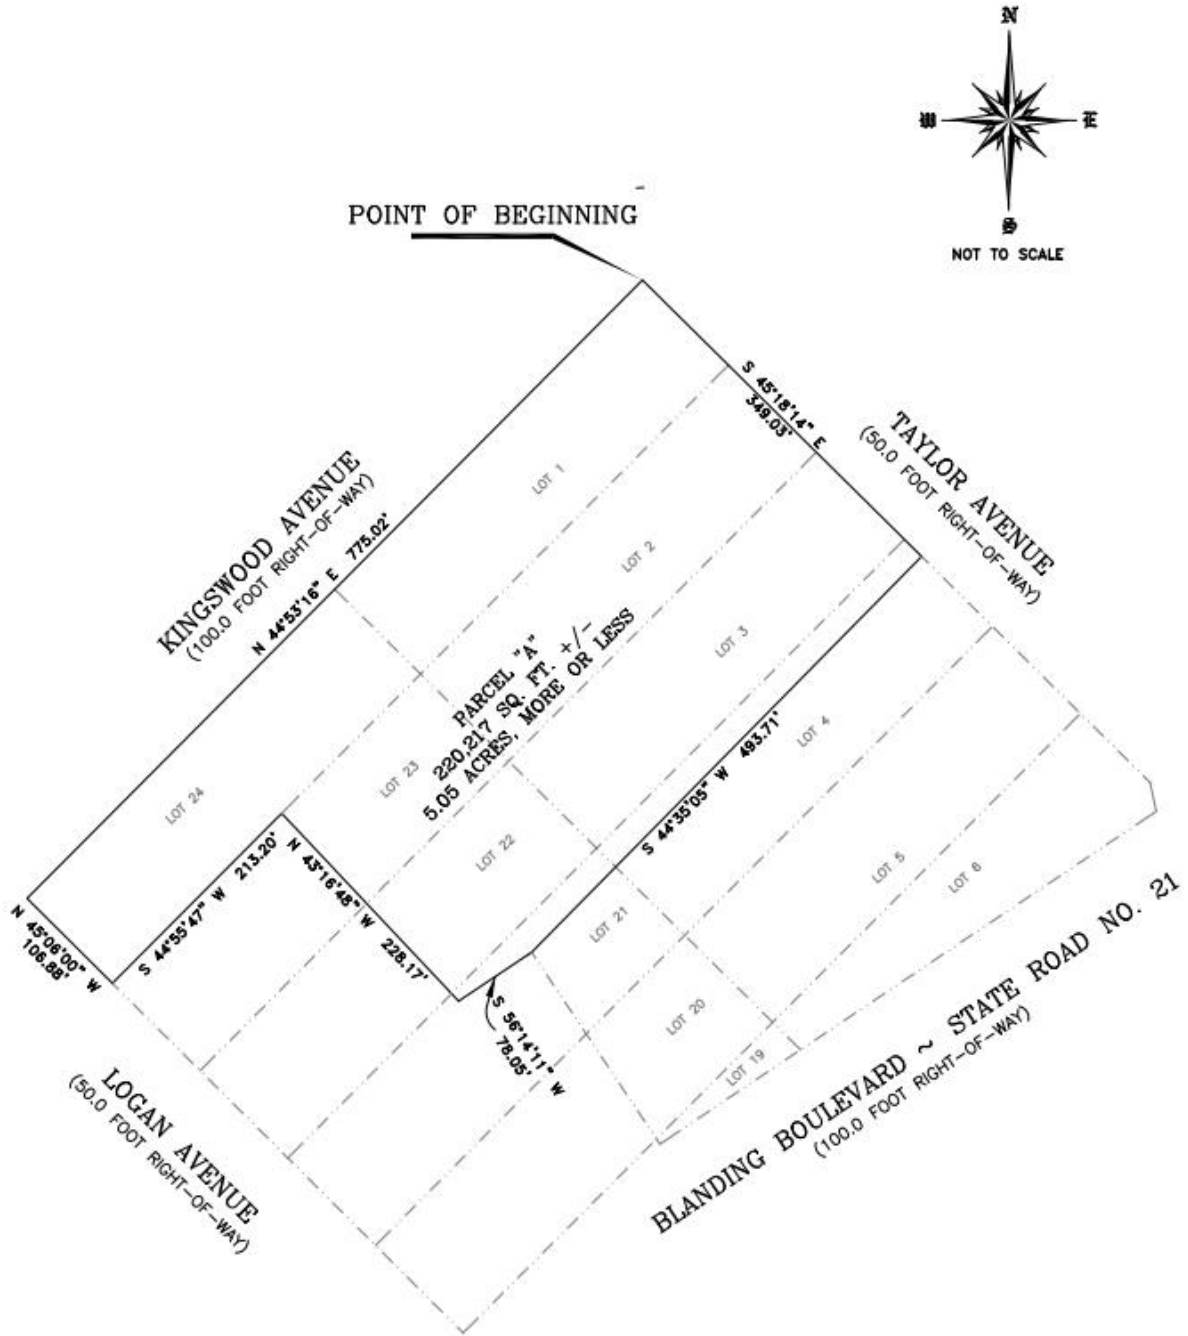 N
W
E
S
NOT TO SCALE
POINT OF BEGINNING
S 45°18'14" E
349.03'
TAYLOR AVENUE
(50.0 FOOT RIGHT-OF-WAY)
KINGSWOOD AVENUE
(100.0 FOOT RIGHT-OF-WAY)
N 44°53'16" E 775.02'
LOT 1
LOT 2
LOT 3
PARCEL "A"
220,217 SQ. FT. +/-
5.05 ACRES, MORE OR LESS
LOT 4
S 44°35'05" W 493.71'
LOT 24
LOT 23
LOT 22
LOT 5
LOT 6
LOT 21
LOT 20
LOT 19
N 45°06'00" W
106.88'
S 44°55'47" W 213.20'
N 43°16'48" W 228.17'
S 56°14'11" W
78.05'
LOGAN AVENUE
(50.0 FOOT RIGHT-OF-WAY)
BLANDING BOULEVARD ~ STATE ROAD NO. 21
(100.0 FOOT RIGHT-OF-WAY)